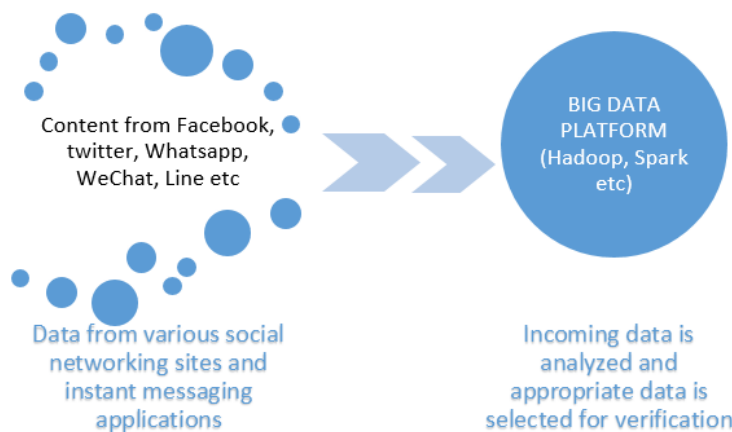 Content from Facebook,
twitter, Whatsapp,
WeChat, Line etc
BIG DATA
PLATFORM
(Hadoop, Spark
etc)
Data from various social
networking sites and
instant messaging
applications
Incoming data is
analyzed and
appropriate data is
selected for verification